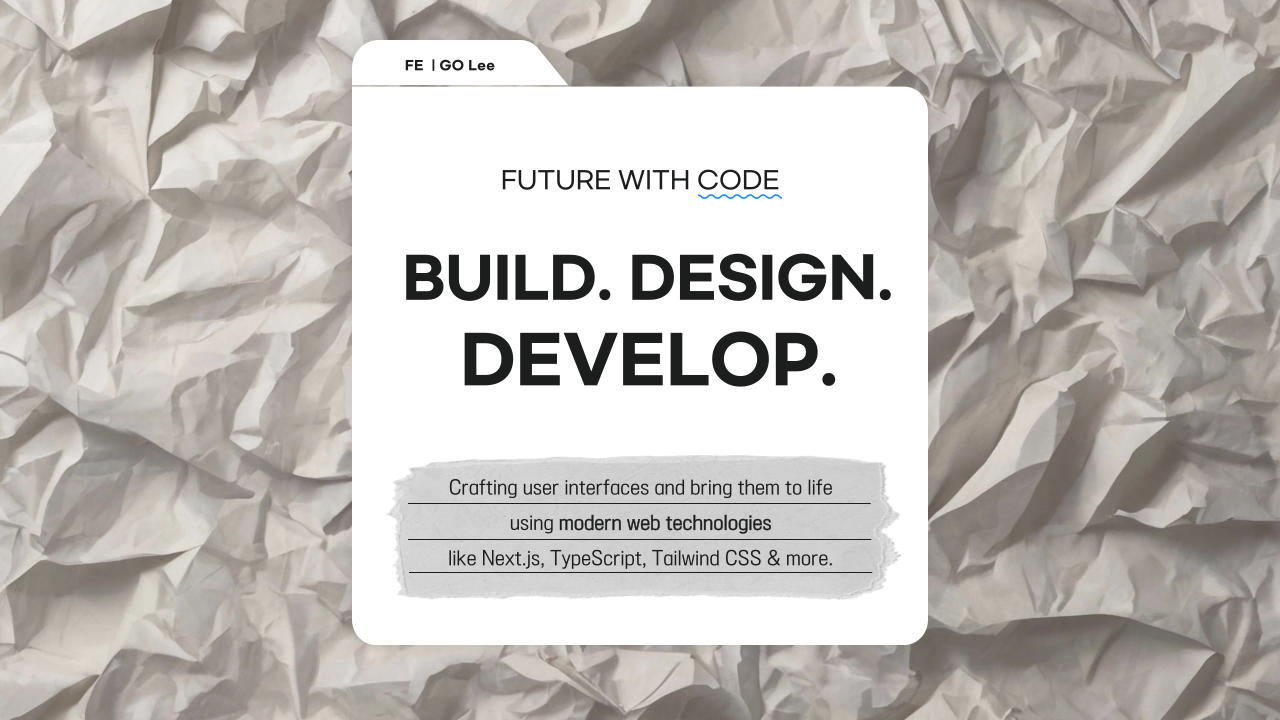 FE | GO Lee
FUTURE WITH CODE
BUILD. DESIGN.
DEVELOP.
Crafting user interfaces and bring them to life
using modern web technologies
like Next.js, TypeScript, Tailwind CSS & more.